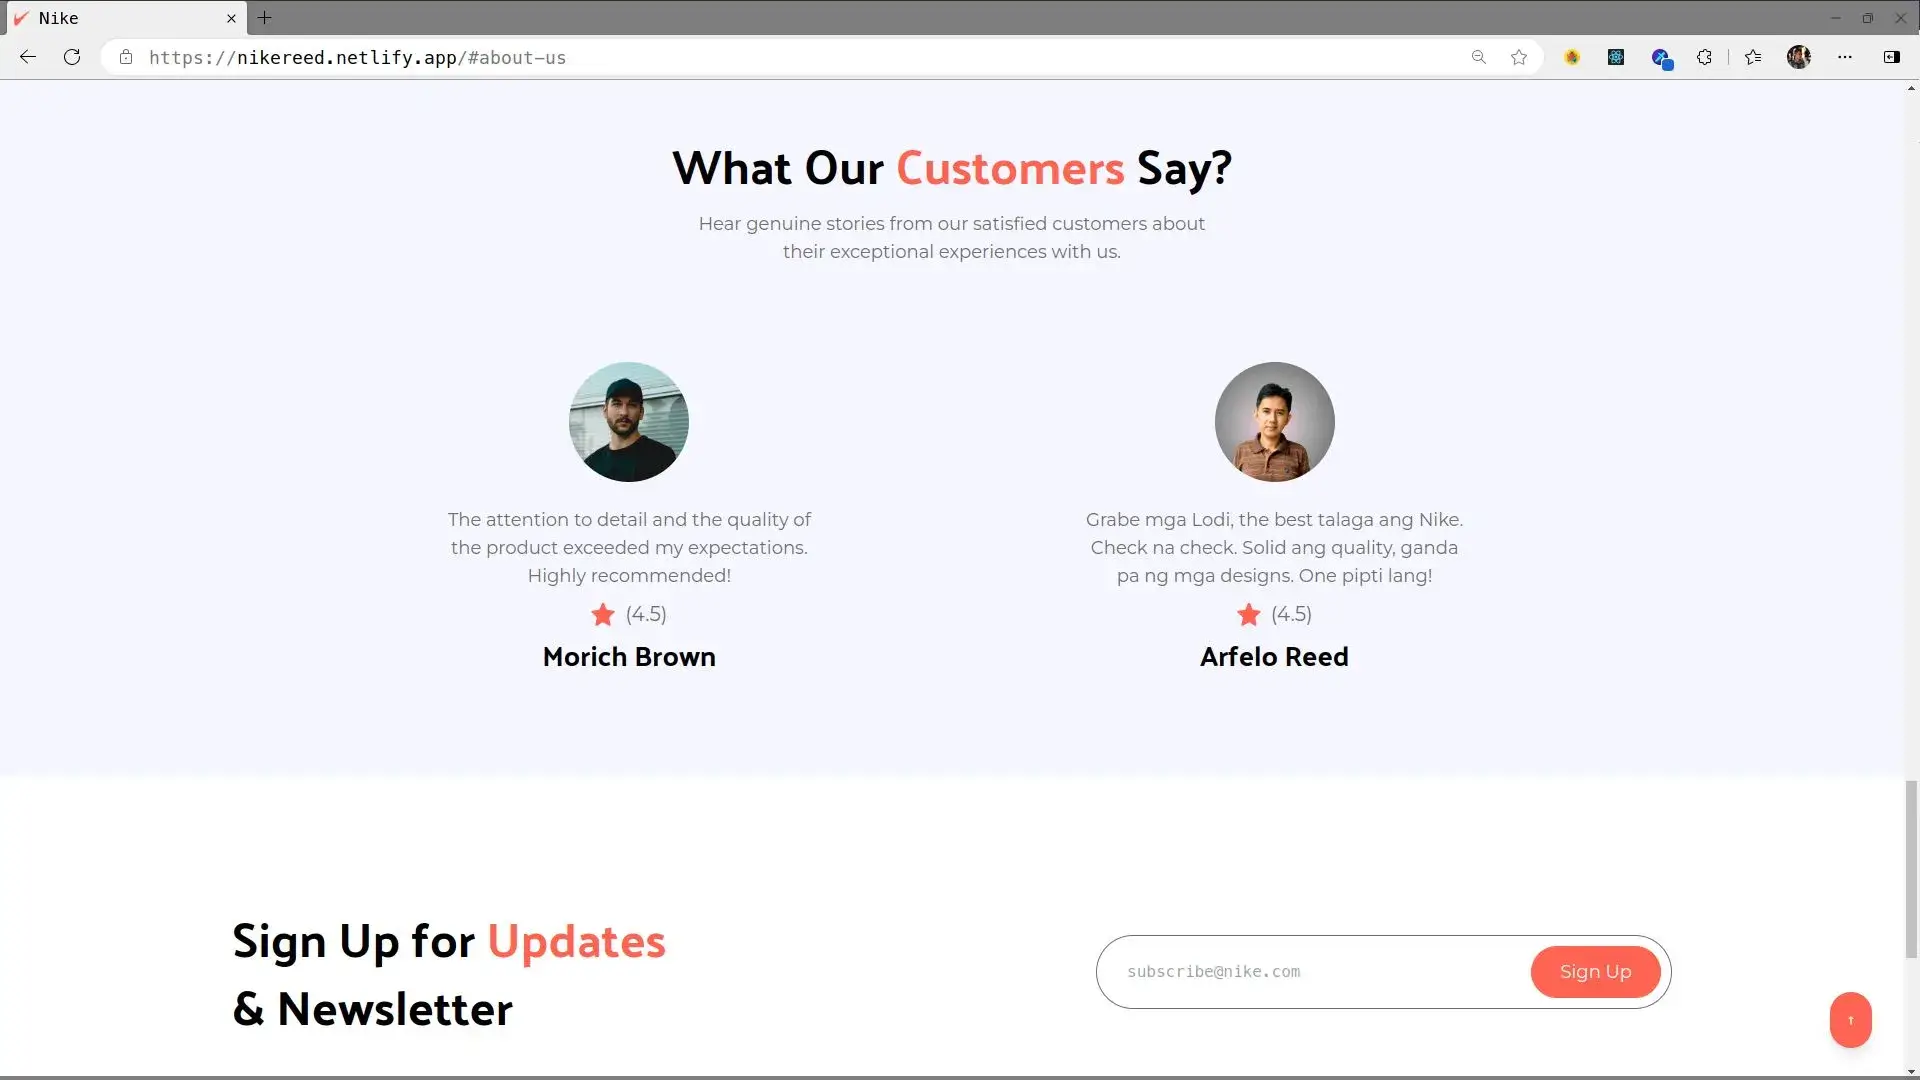 Nike
https://nikereed.netlify.app/#about-us
What Our Customers Say?
Hear genuine stories from our satisfied customers about
their exceptional experiences with us.
The attention to detail and the quality of
the product exceeded my expectations.
Highly recommended!
(4.5)
Morich Brown
Grabe mga Lodi, the best talaga ang Nike.
Check na check. Solid ang quality, ganda
pa ng mga designs. One pipti lang!
(4.5)
Arfelo Reed
Sign Up for Updates
& Newsletter
subscribe@nike.com
Sign Up